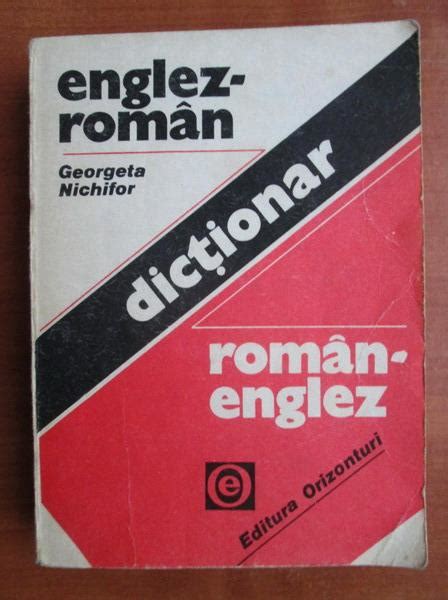 englez-
român
Georgeta
Nichifor
dicționar
român-
englez
e
Editura Orizonturi